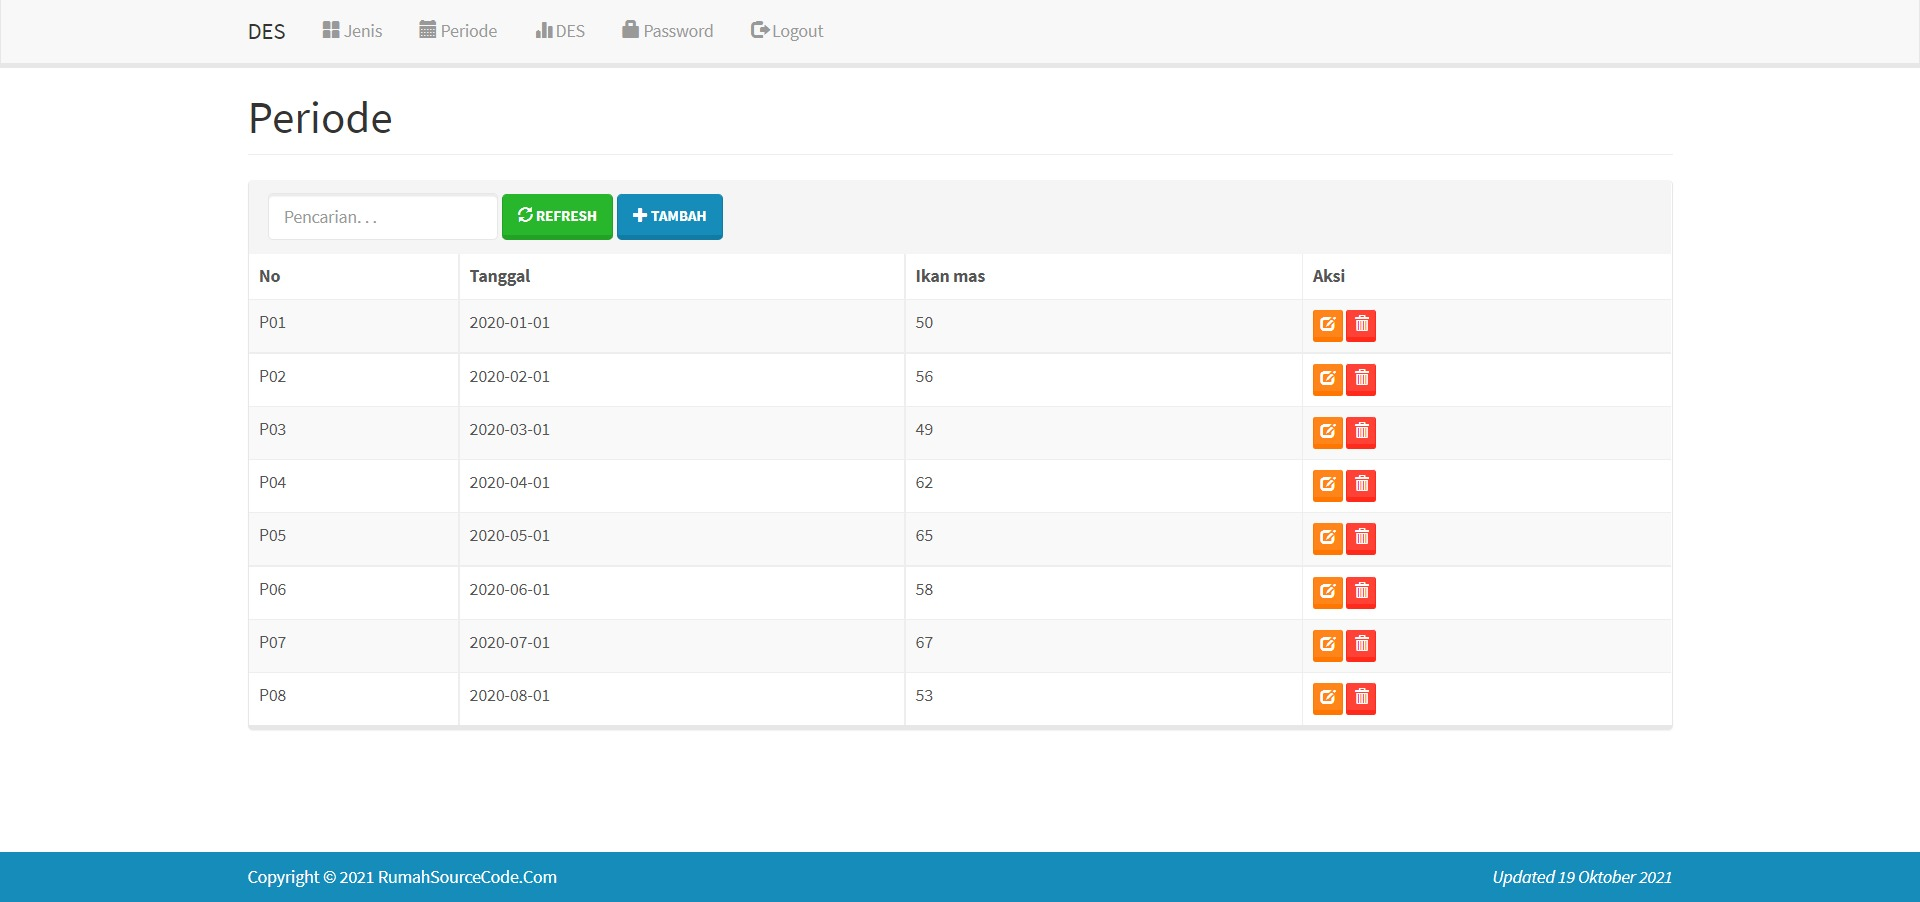 DES Jenis Periode DES Password Logout
Periode
Pencarian... REFRESH TAMBAH
No Tanggal Ikan mas Aksi
P01 2020-01-01 50
P02 2020-02-01 56
P03 2020-03-01 49
P04 2020-04-01 62
P05 2020-05-01 65
P06 2020-06-01 58
P07 2020-07-01 67
P08 2020-08-01 53
Copyright © 2021 RumahSourceCode.Com Updated 19 Oktober 2021